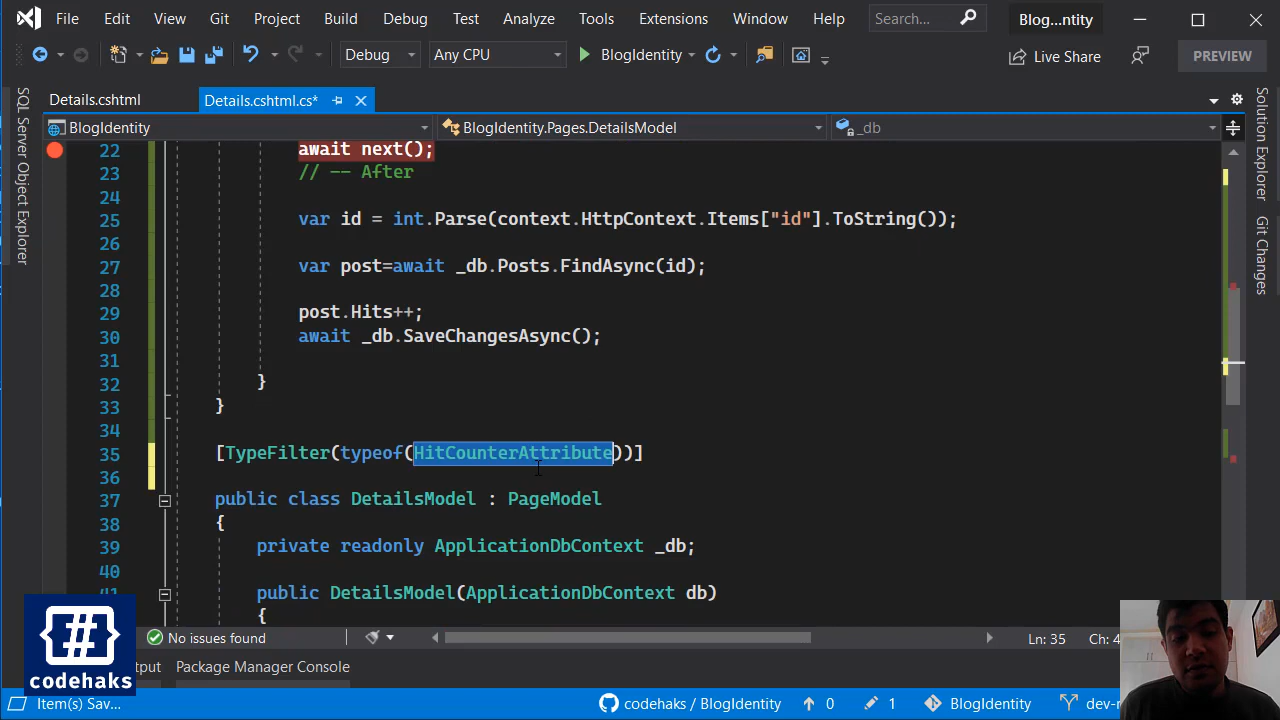 File Edit View Git Project Build Debug Test Analyze Tools Extensions Window Help Search... Blog...ntity
Debug Any CPU BlogIdentity Live Share PREVIEW
Details.cshtml Details.cshtml.cs*
BlogIdentity BlogIdentity.Pages.DetailsModel _db
SQL Server Object Explorer
Solution Explorer
Git Changes
22 await next();
23 // -- After
24
25 var id = int.Parse(context.HttpContext.Items["id"].ToString());
26
27 var post=await _db.Posts.FindAsync(id);
28
29 post.Hits++;
30 await _db.SaveChangesAsync();
31
32 }
33 }
34
35 [TypeFilter(typeof(HitCounterAttribute))]
36
37 public class DetailsModel : PageModel
38 {
39 private readonly ApplicationDbContext _db;
40
41 public DetailsModel(ApplicationDbContext db)
{
No issues found Ln: 35 Ch: 4
tput Package Manager Console
codehaks
Item(s) Sav... codehaks / BlogIdentity 0 1 BlogIdentity